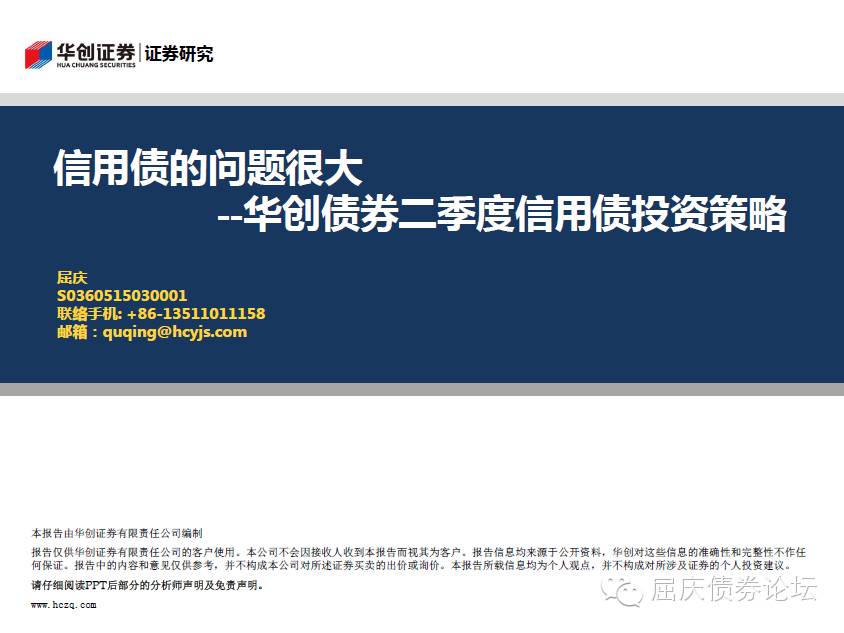 华创证券 证券研究
HUA CHUANG SECURITIES
信用债的问题很大
--华创债券二季度信用债投资策略
屈庆
S0360515030001
联络手机: +86-13511011158
邮箱：quqing@hcyjs.com
本报告由华创证券有限责任公司编制
报告仅供华创证券有限责任公司的客户使用。本公司不会因接收人收到本报告而视其为客户。报告信息均来源于公开资料，华创对这些信息的准确性和完整性不作任
何保证。报告中的内容和意见仅供参考，并不构成本公司对所述证券买卖的出价或询价。本报告所载信息均为个人观点，并不构成对所涉及证券的个人投资建议。
请仔细阅读PPT后部分的分析师声明及免责声明。
www.hczq.com
屈庆债券论坛